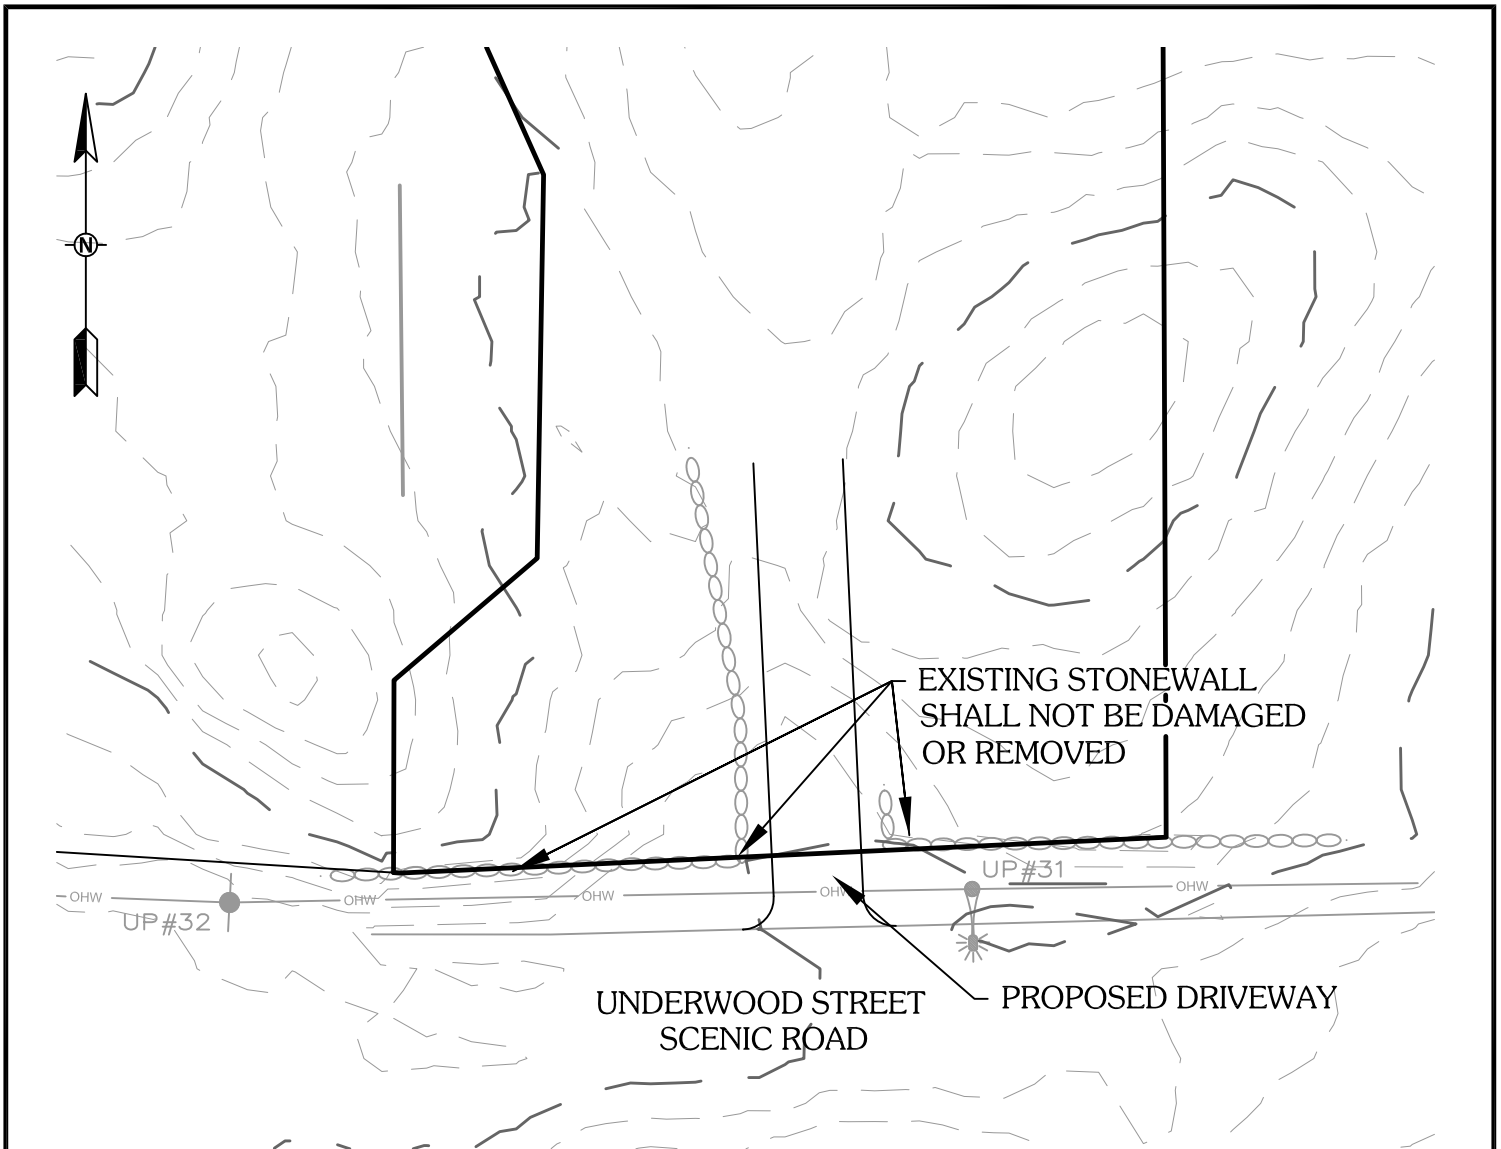 N
EXISTING STONEWALL
SHALL NOT BE DAMAGED
OR REMOVED
UP#31
OHW
OHW
OHW
OHW
OHW
UP#32
UNDERWOOD STREET
SCENIC ROAD
PROPOSED DRIVEWAY